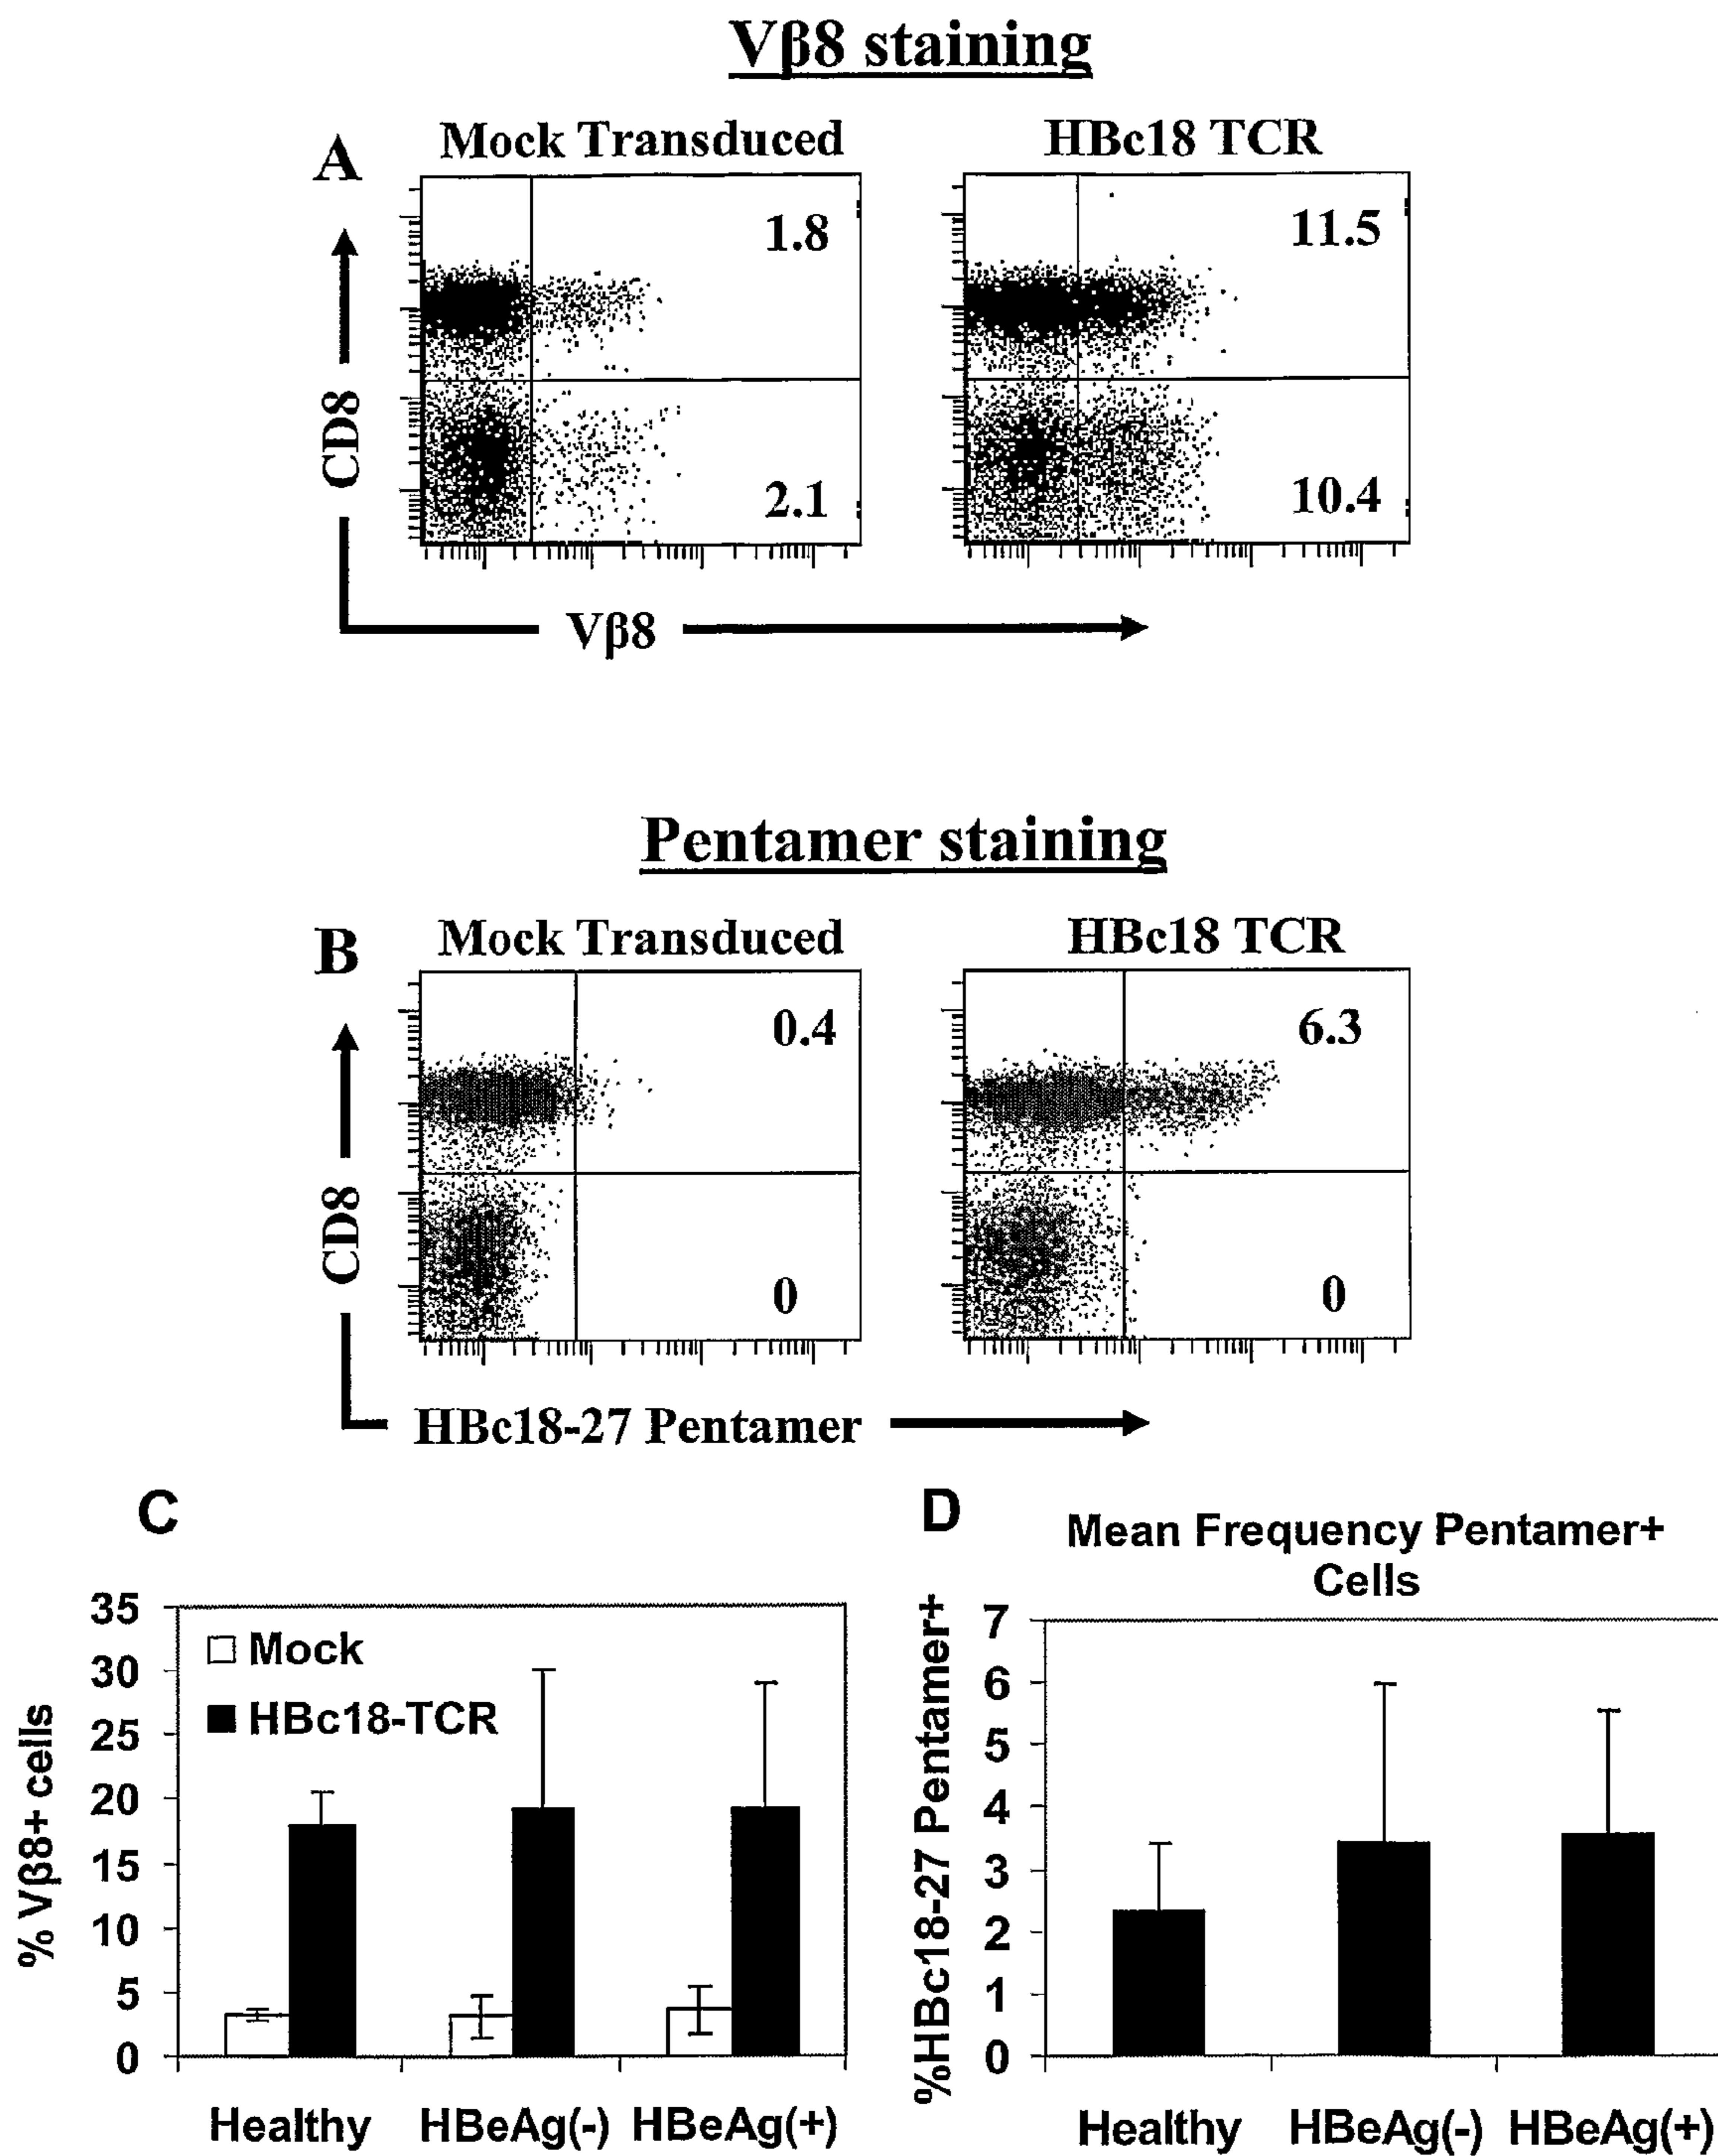 Vβ8 staining
A
Mock Transduced
HBc18 TCR
1.8
11.5
2.1
10.4
CD8
Vβ8
Pentamer staining
B
Mock Transduced
HBc18 TCR
0.4
6.3
0
0
CD8
HBc18-27 Pentamer
C
% Vβ8+ cells
35
30
25
20
15
10
5
0
Mock
HBc18-TCR
Healthy
HBeAg(-)
HBeAg(+)
D
Mean Frequency Pentamer+
Cells
%HBc18-27 Pentamer+
7
6
5
4
3
2
1
0
Healthy
HBeAg(-)
HBeAg(+)